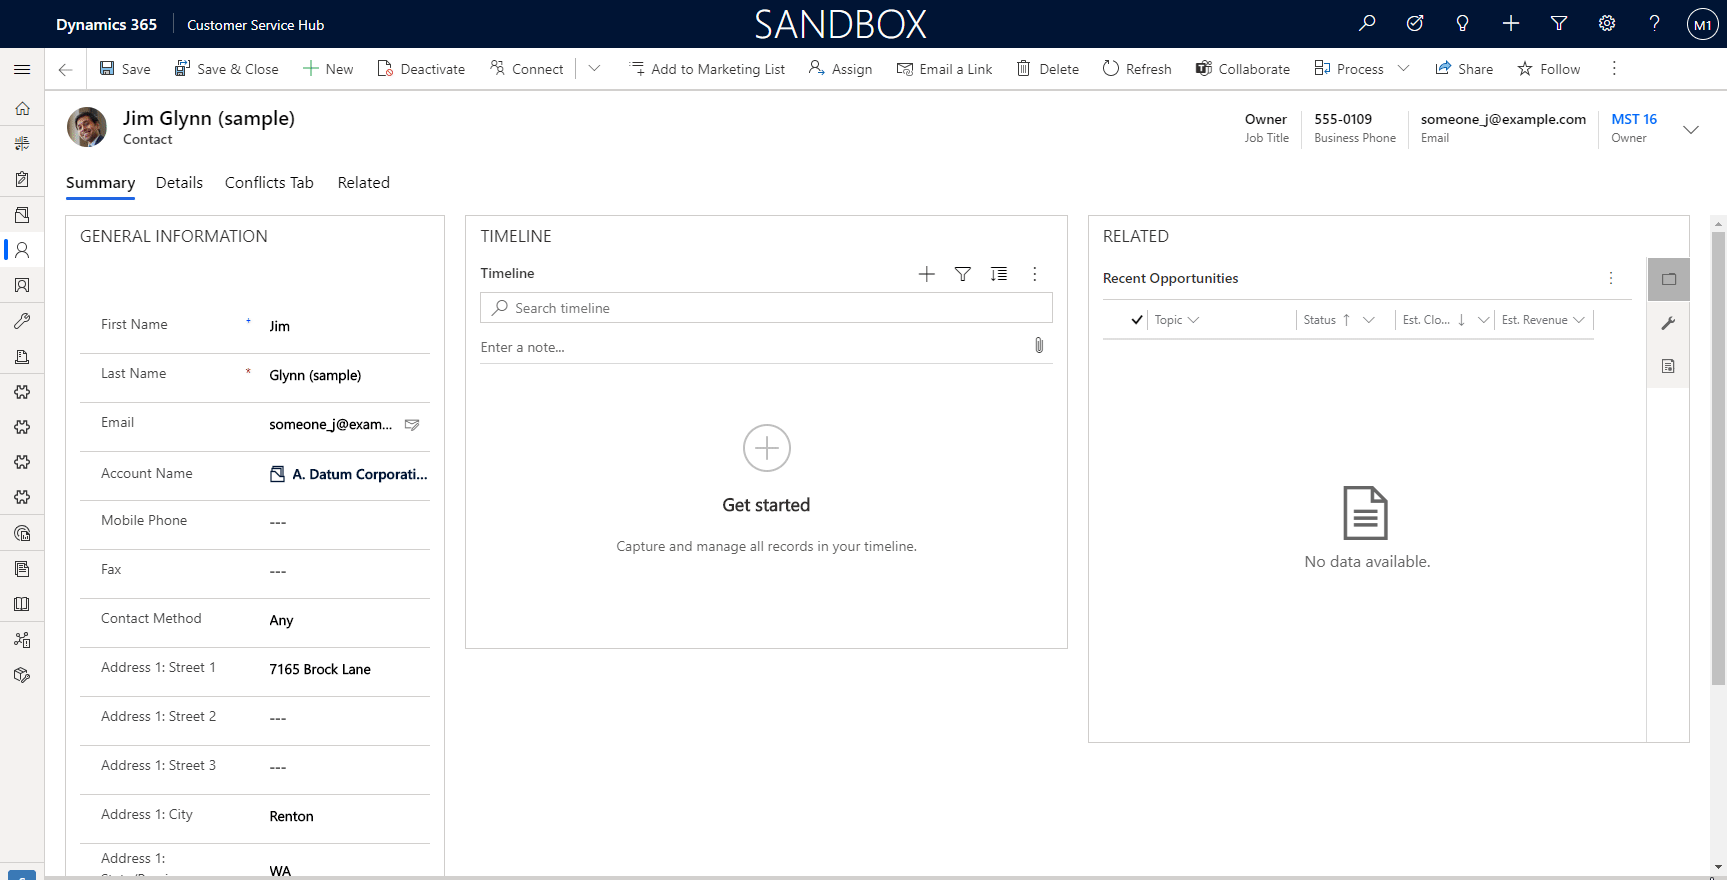 Dynamics 365
Customer Service Hub
SANDBOX
M1
Save
Save & Close
New
Deactivate
Connect
Add to Marketing List
Assign
Email a Link
Delete
Refresh
Collaborate
Process
Share
Follow
Jim Glynn (sample)
Contact
Owner
Job Title
555-0109
Business Phone
someone_j@example.com
Email
MST 16
Owner
Summary
Details
Conflicts Tab
Related
GENERAL INFORMATION
First Name + Jim
Last Name * Glynn (sample)
Email someone_j@exam...
Account Name A. Datum Corporati...
Mobile Phone ---
Fax ---
Contact Method Any
Address 1: Street 1 7165 Brock Lane
Address 1: Street 2 ---
Address 1: Street 3 ---
Address 1: City Renton
Address 1:
WA
TIMELINE
Timeline
Search timeline
Enter a note...
Get started
Capture and manage all records in your timeline.
RELATED
Recent Opportunities
Topic Status Est. Clo... Est. Revenue
No data available.